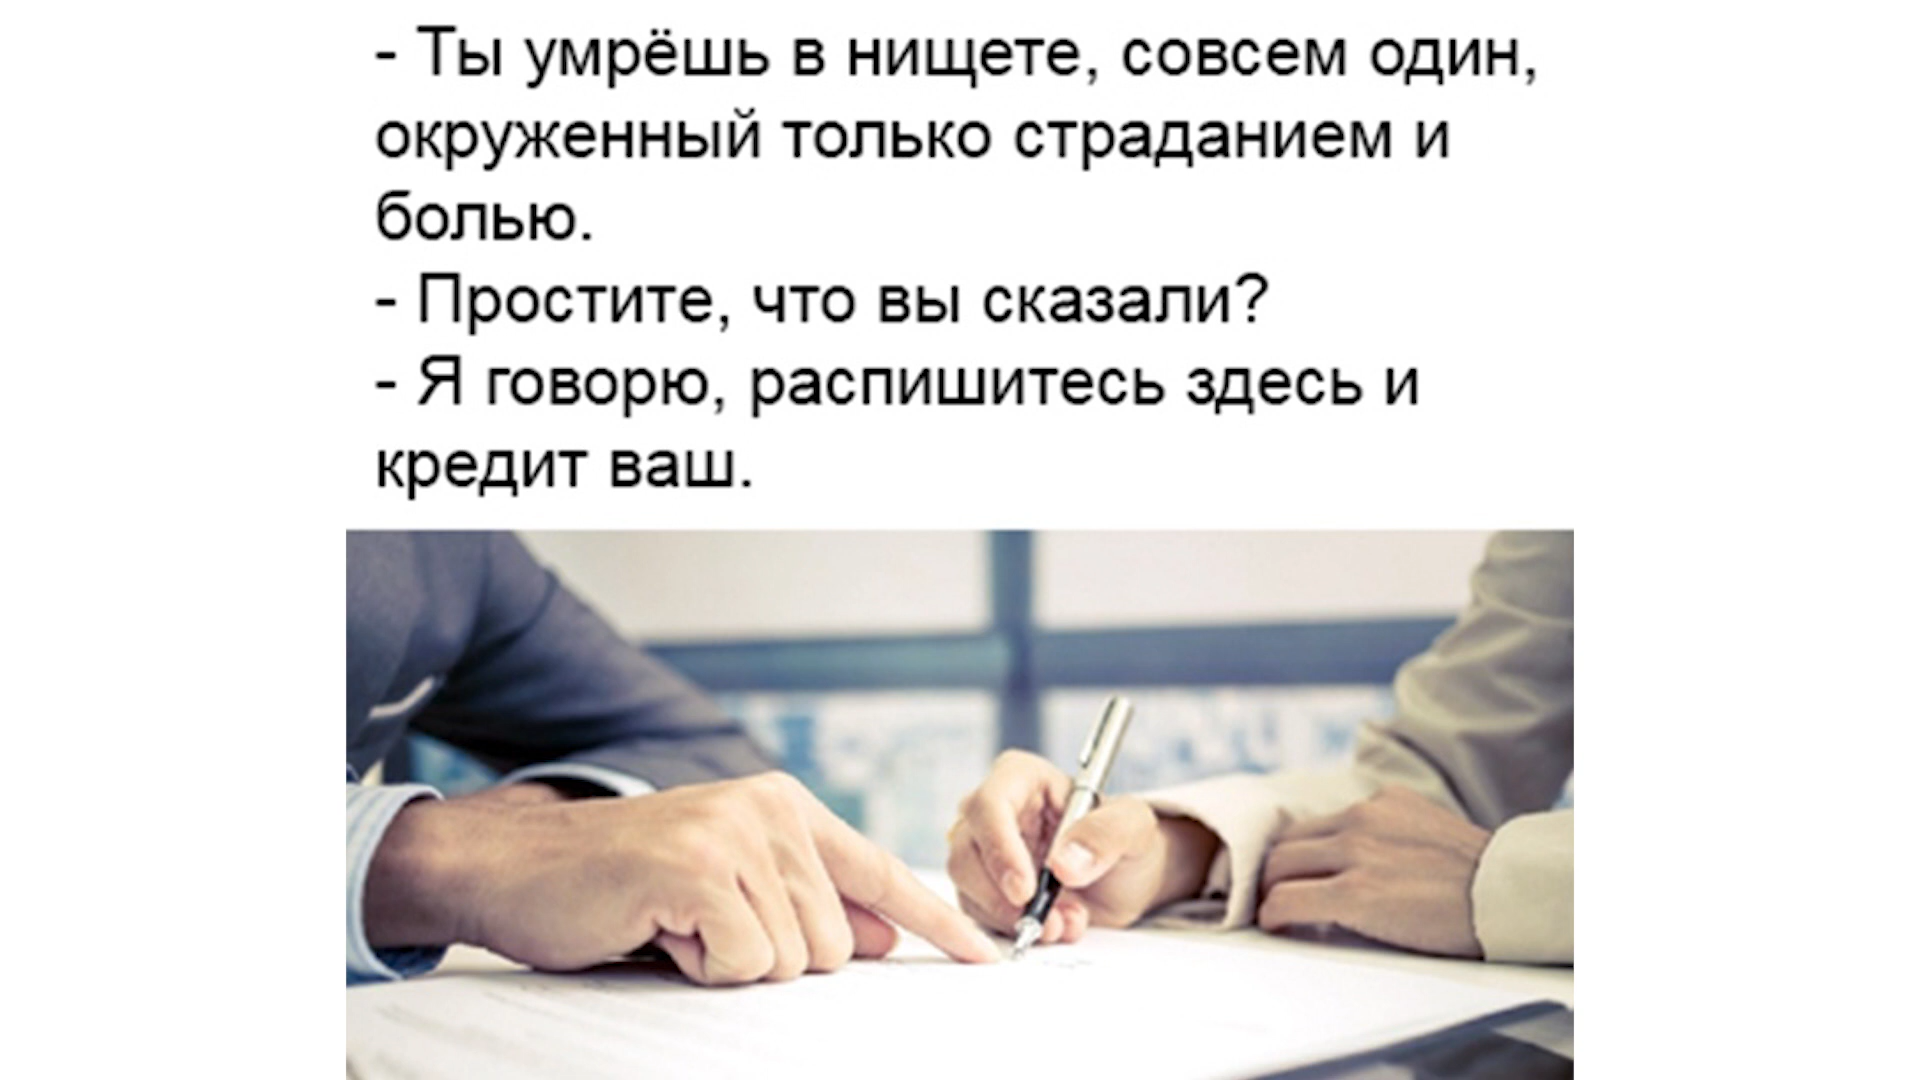 - Ты умрёшь в нищете, совсем один,
окруженный только страданием и
болью.
- Простите, что вы сказали?
- Я говорю, распишитесь здесь и
кредит ваш.